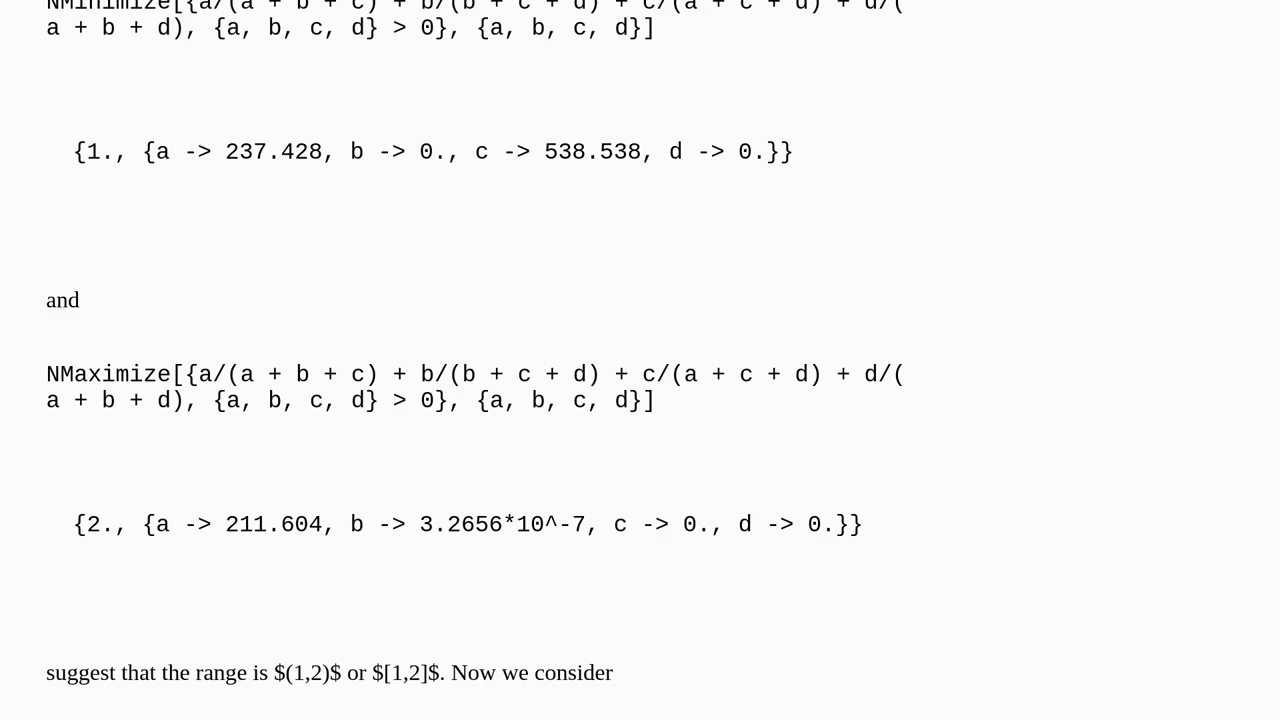 NMinimize[{a/(a + b + c) + b/(b + c + d) + c/(a + c + d) + d/(
a + b + d), {a, b, c, d} > 0}, {a, b, c, d}]
{1., {a -> 237.428, b -> 0., c -> 538.538, d -> 0.}}
and
NMaximize[{a/(a + b + c) + b/(b + c + d) + c/(a + c + d) + d/(
a + b + d), {a, b, c, d} > 0}, {a, b, c, d}]
{2., {a -> 211.604, b -> 3.2656*10^-7, c -> 0., d -> 0.}}
suggest that the range is $(1,2)$ or $[1,2]$. Now we consider